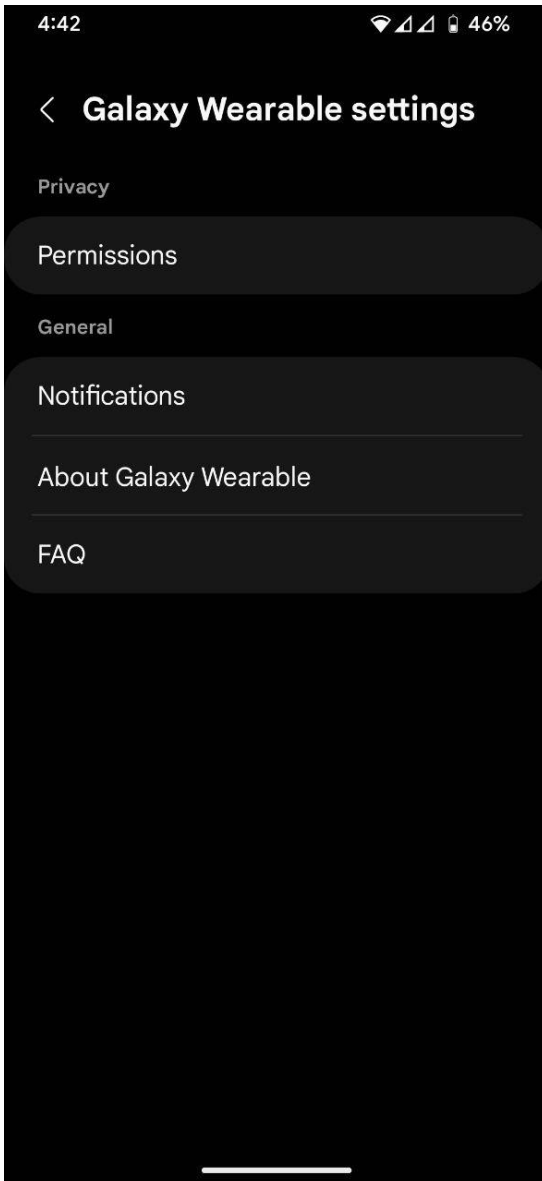 4:42 46%
Galaxy Wearable settings
Privacy
Permissions
General
Notifications
About Galaxy Wearable
FAQ